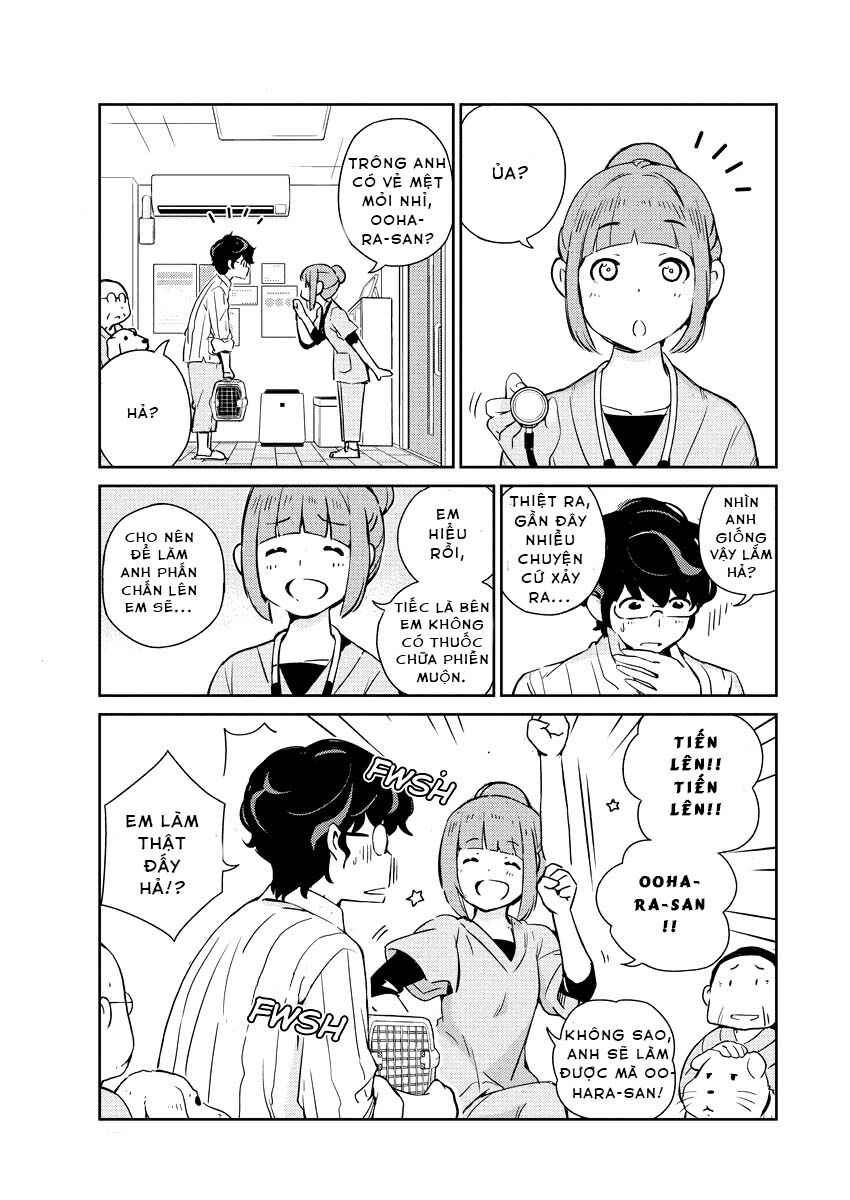 ỦA?
TRÔNG ANH
CÓ VẺ MỆT
MỎI NHỈ,
OOHA-
RA-SAN?
HẢ?
NHÌN
ANH
GIỐNG
VẬY LẮM
HẢ?
THIỆT RA,
GẦN ĐÂY
NHIỀU
CHUYỆN
CỨ XẢY
RA...
EM
HIỂU
RỒI,
TIẾC LÀ BÊN
EM KHÔNG
CÓ THUỐC
CHỮA PHIỀN
MUỘN.
CHO NÊN
ĐỂ LÀM
ANH PHẤN
CHẤN LÊN
EM SẼ...
TIẾN
LÊN!!
TIẾN
LÊN!!
OOHA-
RA-SAN
!!
FWSH
EM LÀM
THẬT
ĐẤY
HẢ!?
FWSH
KHÔNG SAO,
ANH SẼ LÀM
ĐƯỢC MÀ OO-
HARA-SAN!